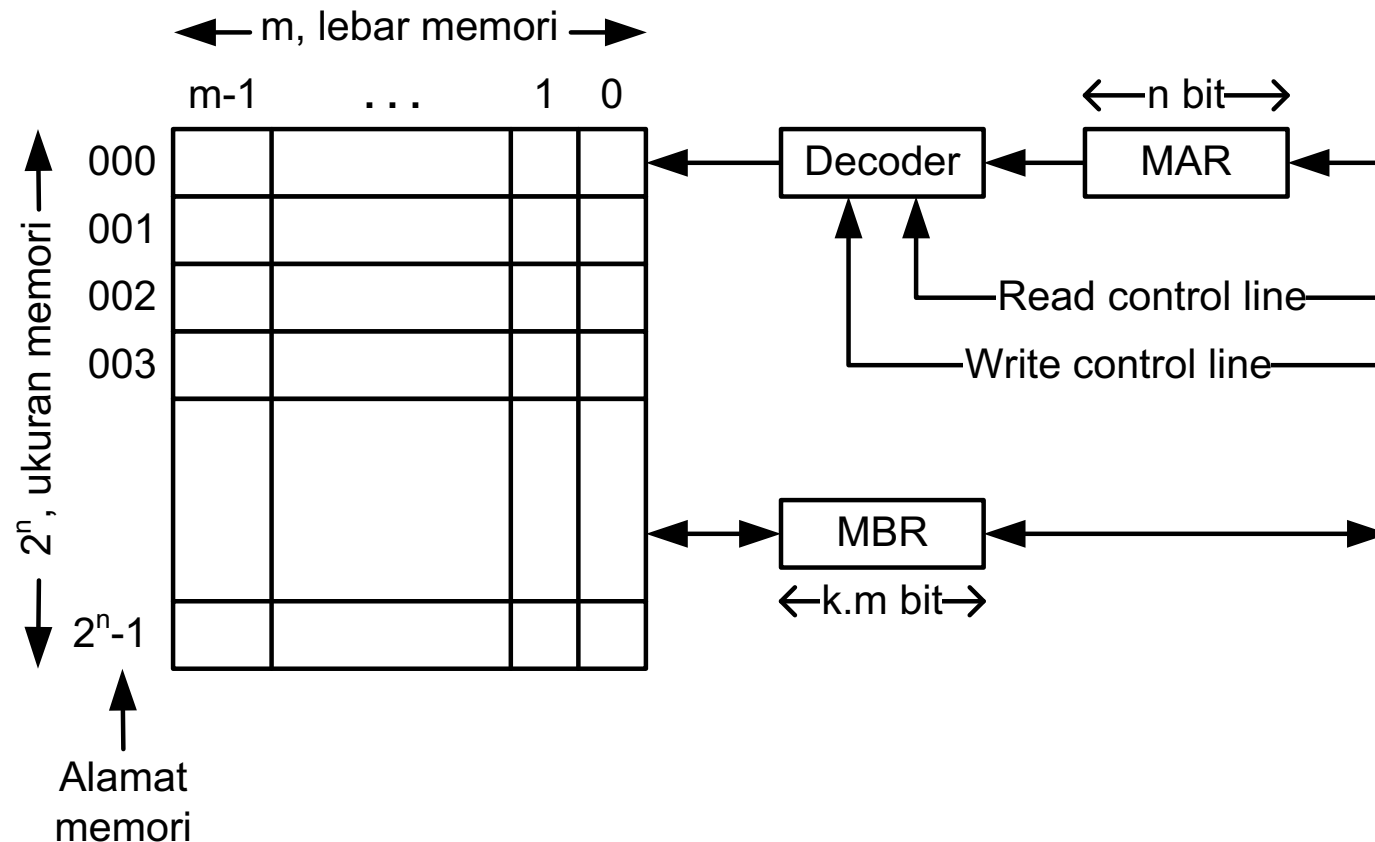 m, lebar memori
m-1 ... 1 0
n bit
000
Decoder
MAR
001
002
Read control line
003
Write control line
2ⁿ, ukuran memori
MBR
k.m bit
2ⁿ-1
Alamat
memori